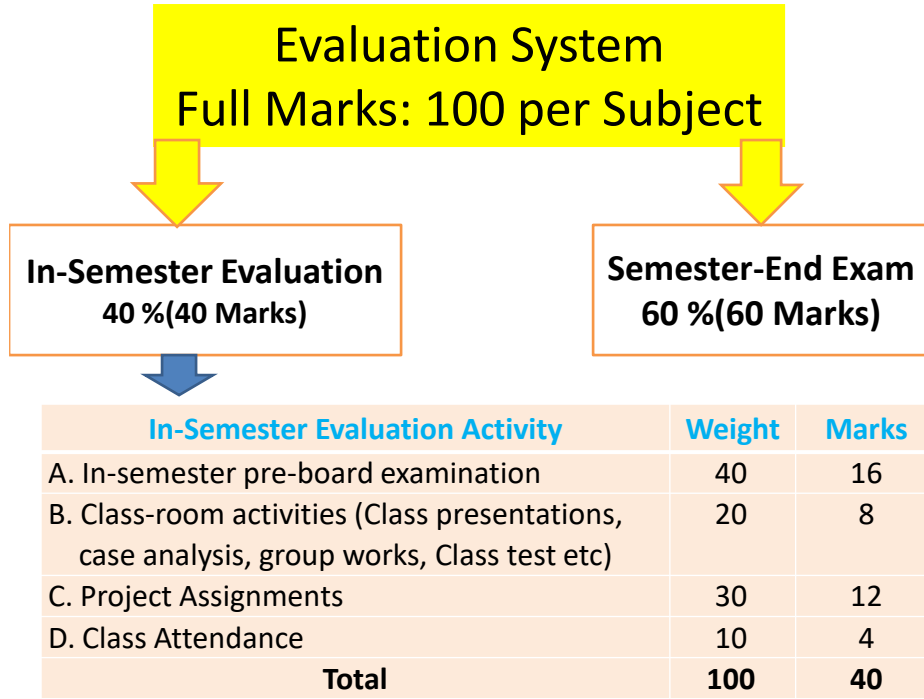 Evaluation System
Full Marks: 100 per Subject
In-Semester Evaluation
40 %(40 Marks)
Semester-End Exam
60 %(60 Marks)
In-Semester Evaluation Activity Weight Marks
A. In-semester pre-board examination 40 16
B. Class-room activities (Class presentations, 20 8
case analysis, group works, Class test etc)
C. Project Assignments 30 12
D. Class Attendance 10 4
Total 100 40